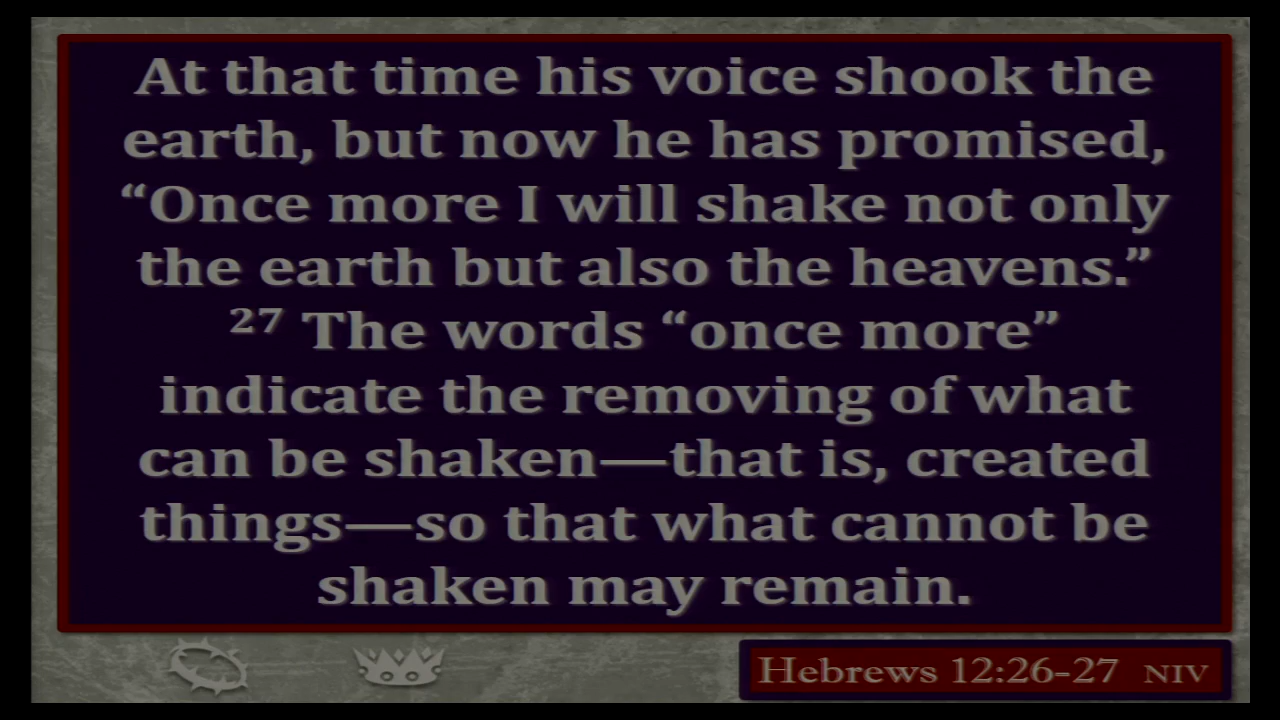 At that time his voice shook the
earth, but now he has promised,
“Once more I will shake not only
the earth but also the heavens.”
27 The words “once more”
indicate the removing of what
can be shaken—that is, created
things—so that what cannot be
shaken may remain.
Hebrews 12:26-27 NIV